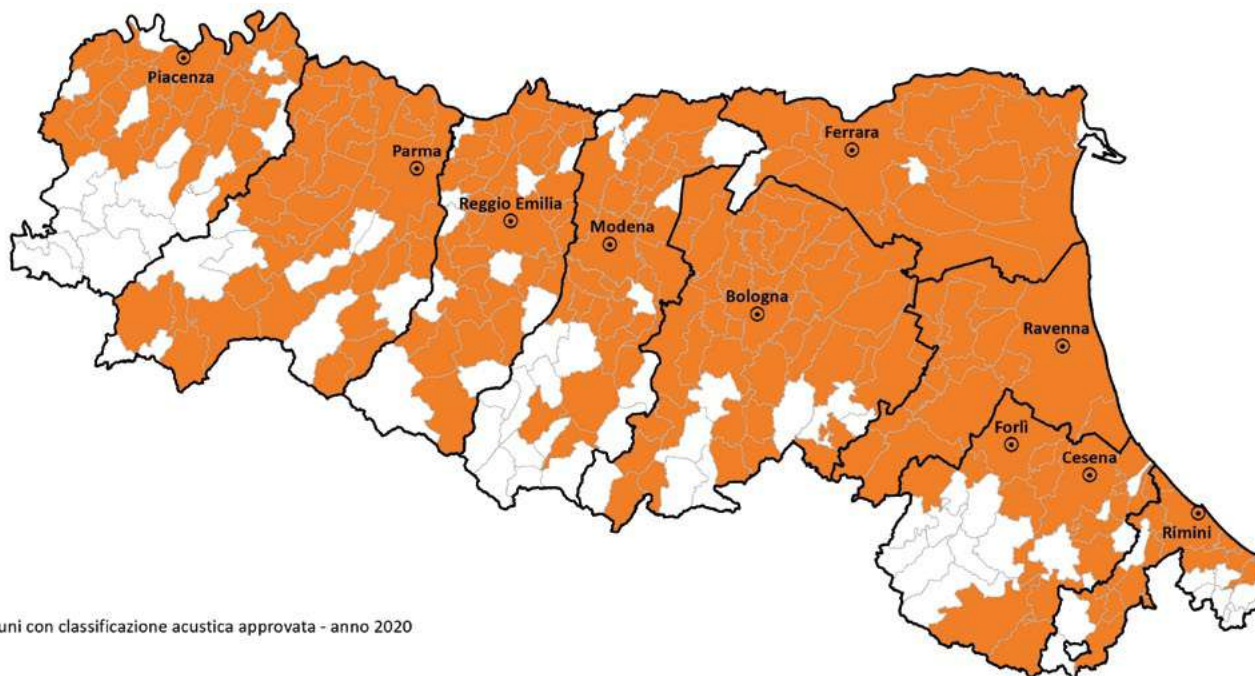 Piacenza
Parma
Ferrara
Reggio Emilia
Modena
Bologna
Ravenna
Forlì
Cesena
Rimini
uni con classificazione acustica approvata - anno 2020